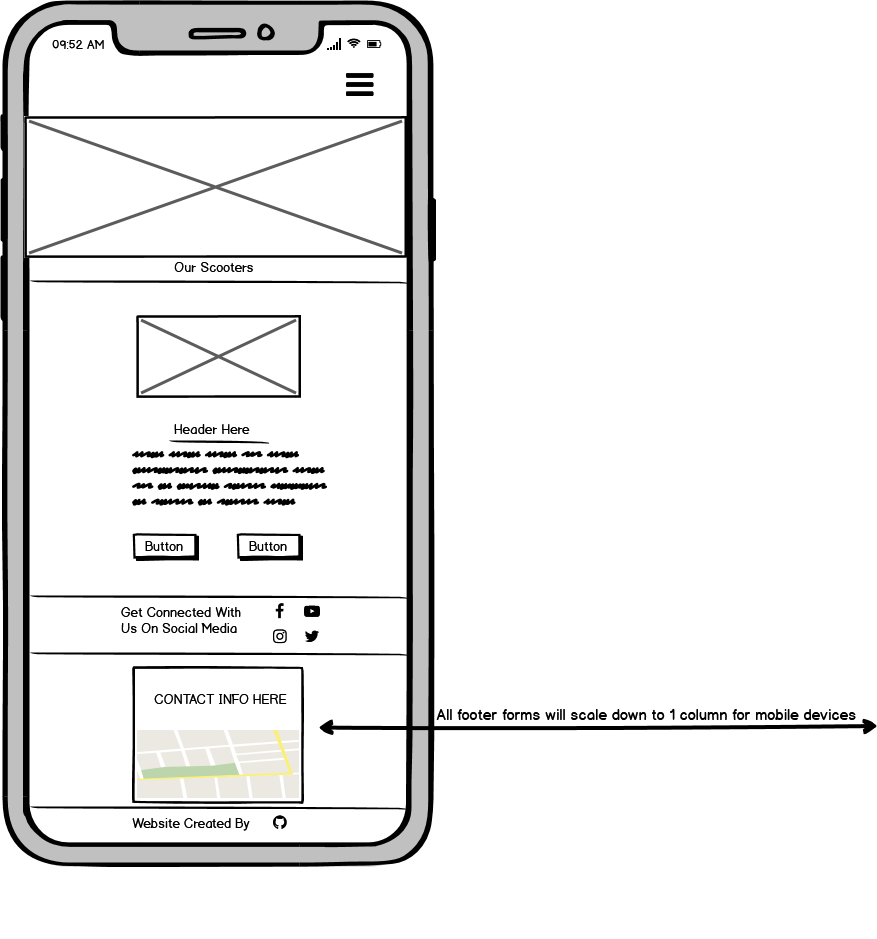 09:52 AM
Our Scooters
Header Here
Button Button
Get Connected With
Us On Social Media
CONTACT INFO HERE
All footer forms will scale down to 1 column for mobile devices
Website Created By